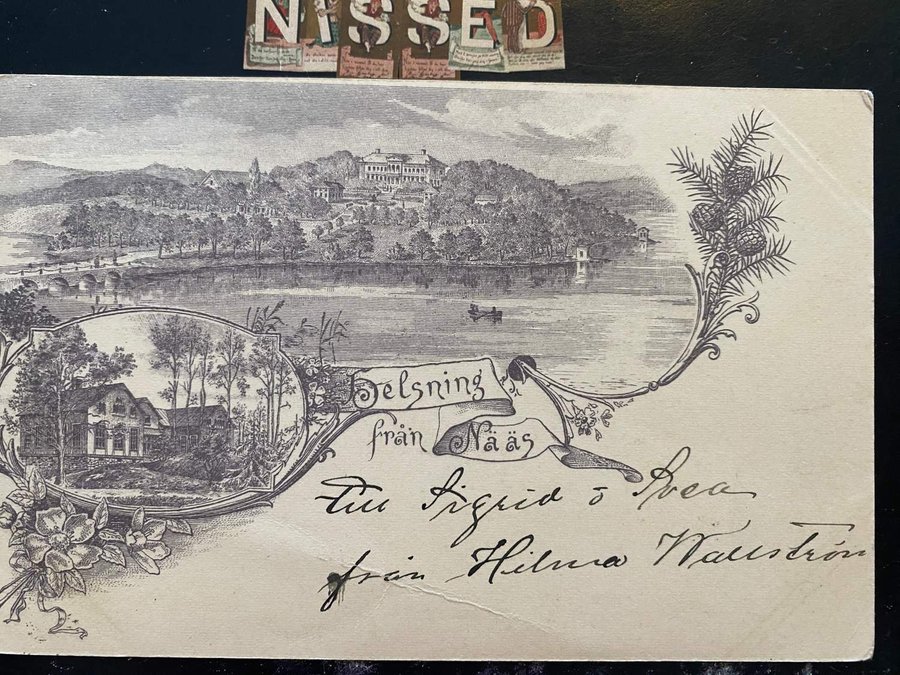 NISSED
Helsning
från Nääs
Till Sigrid o Svea
från Hilma Wallström